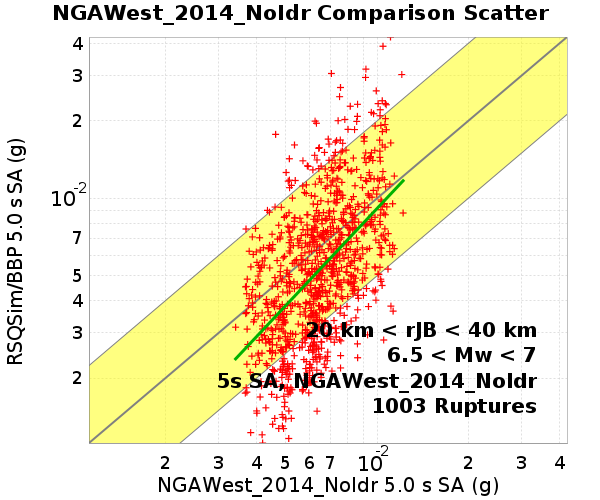 NGAWest_2014_NoIdr Comparison Scatter
RSQSim/BBP 5.0 s SA (g)
4
3
2
10-2
7
5
4
3
2
20 km < rJB < 40 km
6.5 < Mw < 7
5s SA, NGAWest_2014_NoIdr
1003 Ruptures
2 3 4 5 6 7 10-2 2 3 4
NGAWest_2014_NoIdr 5.0 s SA (g)